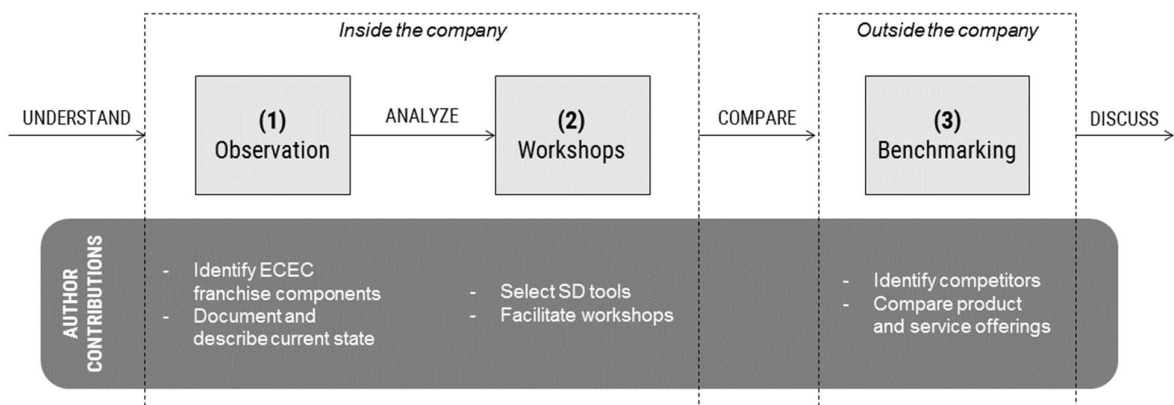 Inside the company
Outside the company
UNDERSTAND
(1)
Observation
ANALYZE
(2)
Workshops
COMPARE
(3)
Benchmarking
DISCUSS
AUTHOR
CONTRIBUTIONS
- Identify ECEC
franchise components
- Document and
describe current state
- Select SD tools
- Facilitate workshops
- Identify competitors
- Compare product
and service offerings